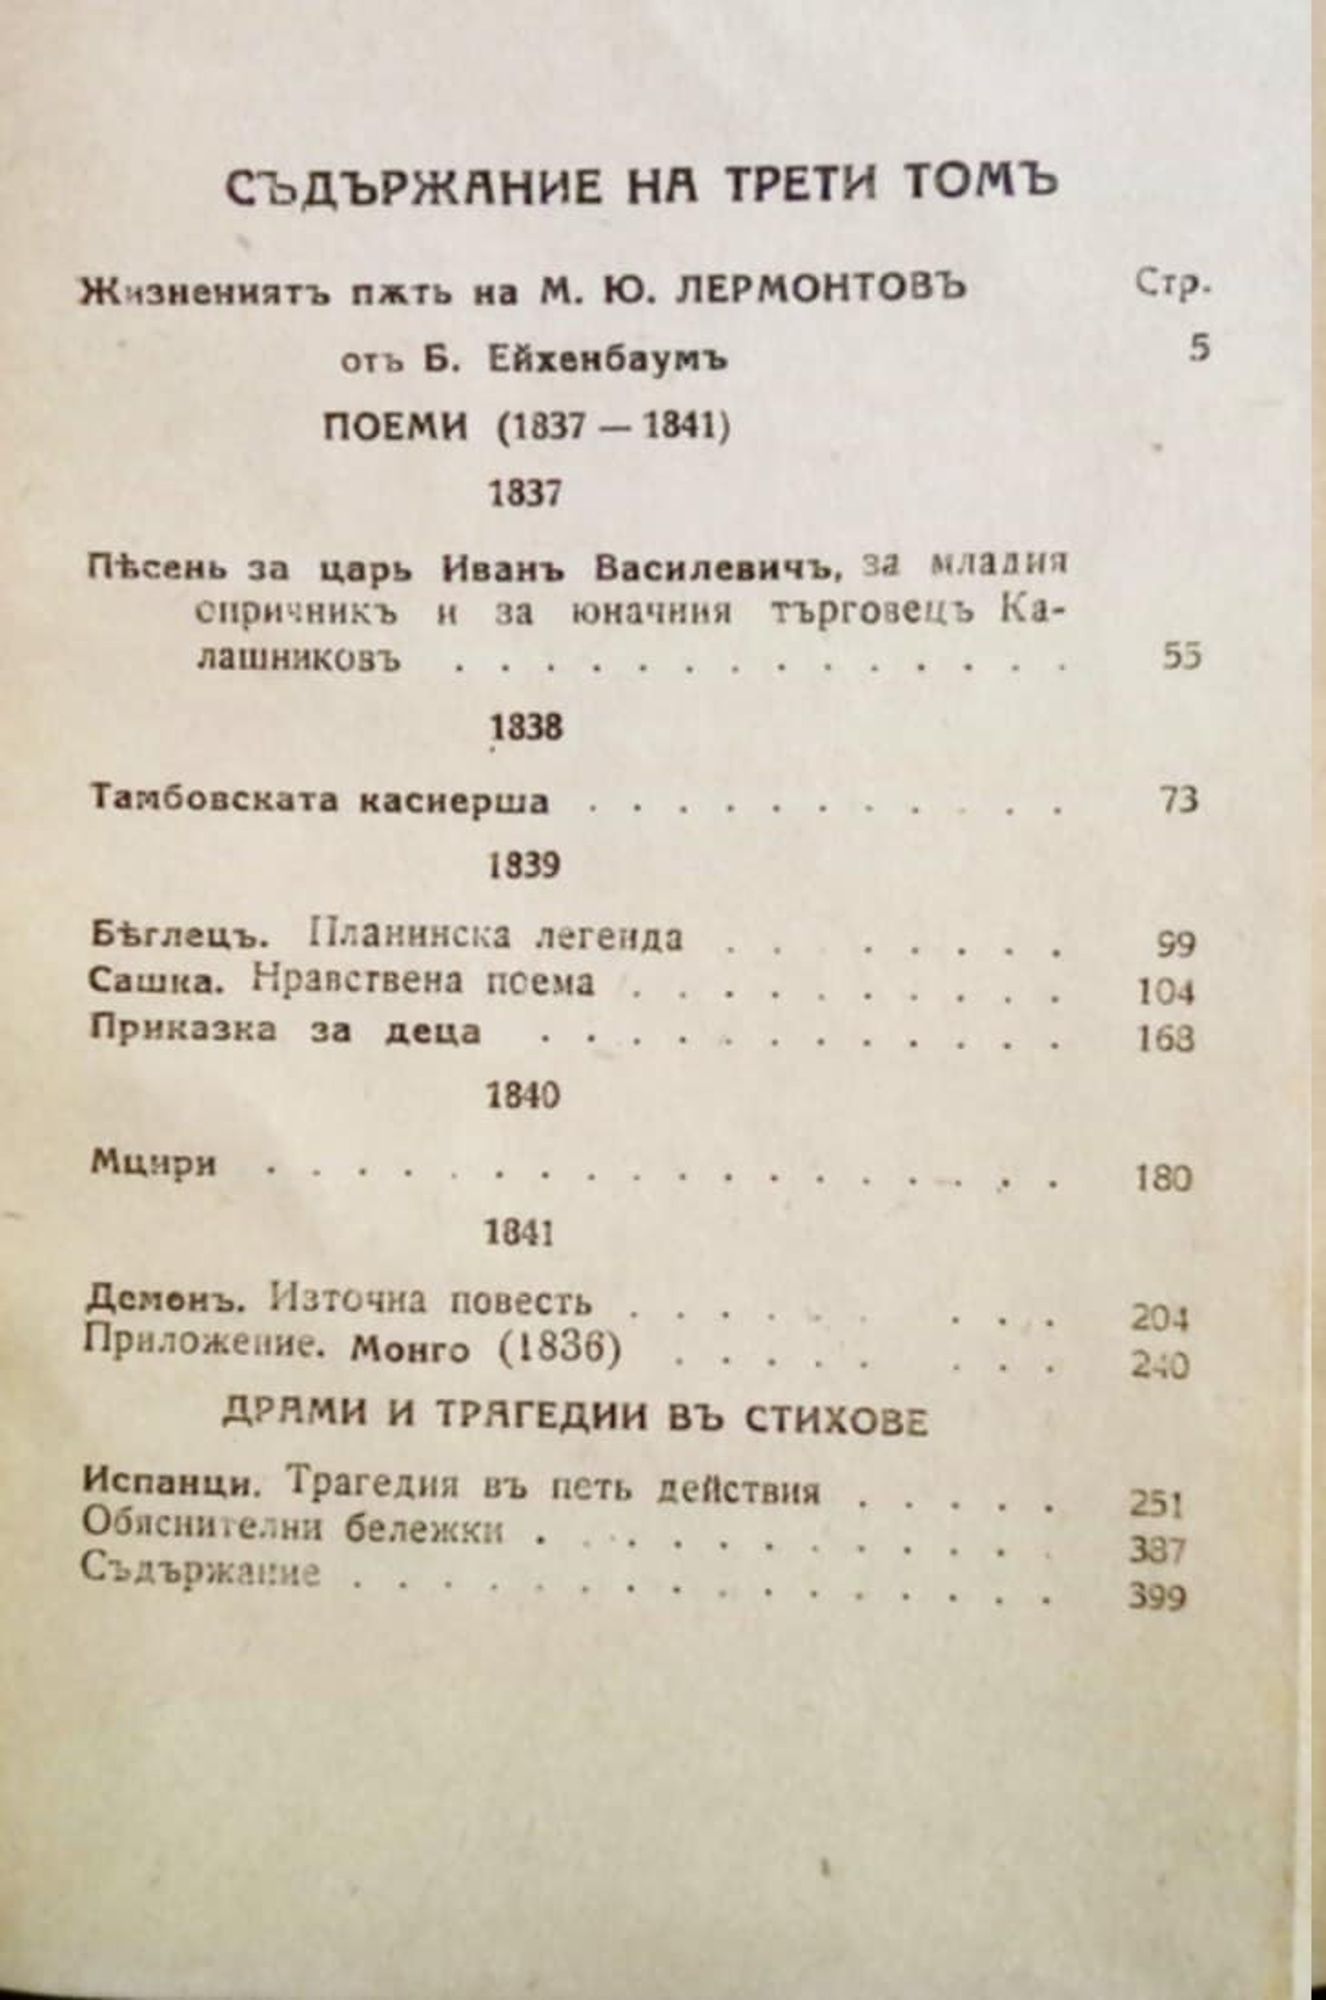 СЪДЪРЖАНИЕ НА ТРЕТИ ТОМЪ
Жизнениятъ пѫть на М. Ю. ЛЕРМОНТОВЪ Стр.
отъ Б. Ейхенбаумъ 5
ПОЕМИ (1837 — 1841)
1837
Пѣсень за царь Иванъ Василевичъ, за младия
опричникъ и за юначния търговецъ Ка-
лашниковъ . . . . . . . . . . . . . . 55
1838
Тамбовската касиерша . . . . . . . . . . . 73
1839
Бѣглецъ. Планинска легенда . . . . . . . 99
Сашка. Нравствена поема . . . . . . . . . . 104
Приказка за деца . . . . . . . . . . . . 168
1840
Мцири . . . . . . . . . . . . . . . . . . 180
1841
Демонъ. Източна повесть . . . . . . . . . 204
Приложение. Монго (1836) . . . . . . . . 240
ДРАМИ И ТРАГЕДИИ ВЪ СТИХОВЕ
Испанци. Трагедия въ петь действия . . . . . 251
Обяснителни бележки . . . . . . . . . . . . 387
Съдържание . . . . . . . . . . . . . . . . 399